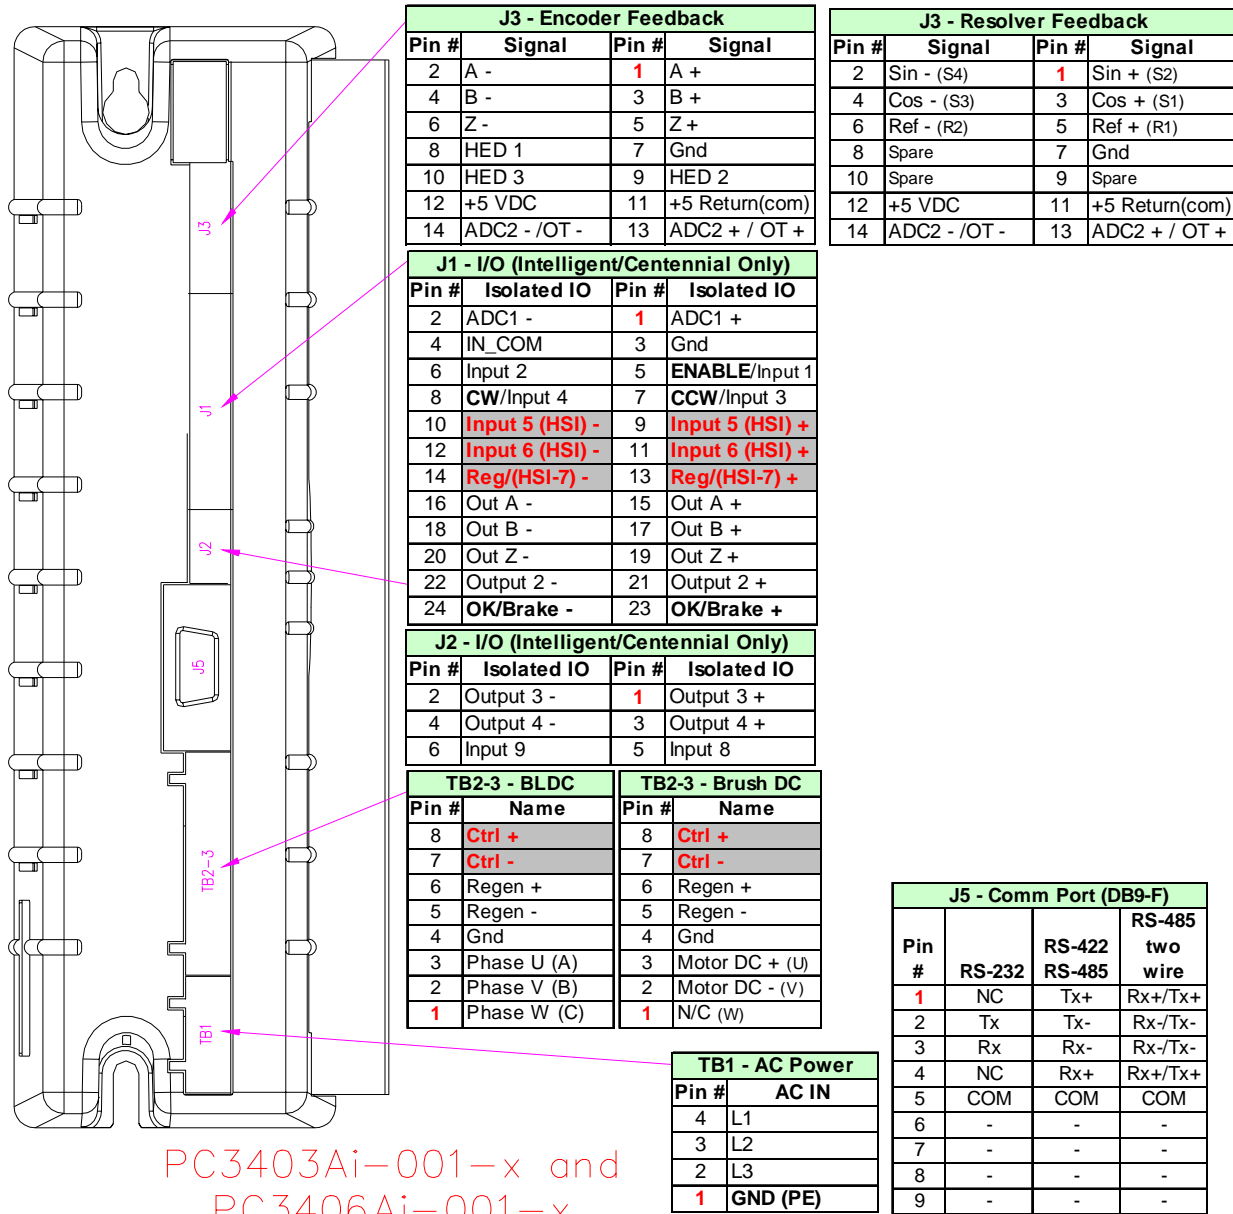 J3 - Encoder Feedback
Pin # Signal Pin # Signal
2 A - 1 A +
4 B - 3 B +
6 Z - 5 Z +
8 HED 1 7 Gnd
10 HED 3 9 HED 2
12 +5 VDC 11 +5 Return(com)
14 ADC2 - /OT - 13 ADC2 + / OT +
J3 - Resolver Feedback
Pin # Signal Pin # Signal
2 Sin - (S4) 1 Sin + (S2)
4 Cos - (S3) 3 Cos + (S1)
6 Ref - (R2) 5 Ref + (R1)
8 Spare 7 Gnd
10 Spare 9 Spare
12 +5 VDC 11 +5 Return(com)
14 ADC2 - /OT - 13 ADC2 + / OT +
J1 - I/O (Intelligent/Centennial Only)
Pin # Isolated IO Pin # Isolated IO
2 ADC1 - 1 ADC1 +
4 IN_COM 3 Gnd
6 Input 2 5 ENABLE/Input 1
8 CW/Input 4 7 CCW/Input 3
10 Input 5 (HSI) - 9 Input 5 (HSI) +
12 Input 6 (HSI) - 11 Input 6 (HSI) +
14 Reg/(HSI-7) - 13 Reg/(HSI-7) +
16 Out A - 15 Out A +
18 Out B - 17 Out B +
20 Out Z - 19 Out Z +
22 Output 2 - 21 Output 2 +
24 OK/Brake - 23 OK/Brake +
J2 - I/O (Intelligent/Centennial Only)
Pin # Isolated IO Pin # Isolated IO
2 Output 3 - 1 Output 3 +
4 Output 4 - 3 Output 4 +
6 Input 9 5 Input 8
TB2-3 - BLDC
Pin # Name
8 Ctrl +
7 Ctrl -
6 Regen +
5 Regen -
4 Gnd
3 Phase U (A)
2 Phase V (B)
1 Phase W (C)
TB2-3 - Brush DC
Pin # Name
8 Ctrl +
7 Ctrl -
6 Regen +
5 Regen -
4 Gnd
3 Motor DC + (U)
2 Motor DC - (V)
1 N/C (W)
TB1 - AC Power
Pin # AC IN
4 L1
3 L2
2 L3
1 GND (PE)
J5 - Comm Port (DB9-F)
Pin # RS-232 RS-422 RS-485 RS-485 two wire
1 NC Tx+ Rx+/Tx+
2 Tx Tx- Rx-/Tx-
3 Rx Rx- Rx-/Tx-
4 NC Rx+ Rx+/Tx+
5 COM COM COM
6 - - -
7 - - -
8 - - -
9 - - -
J3
J1
J2
J5
TB2-3
TB1
PC3403Ai-001-x and
PC3406Ai-001-x